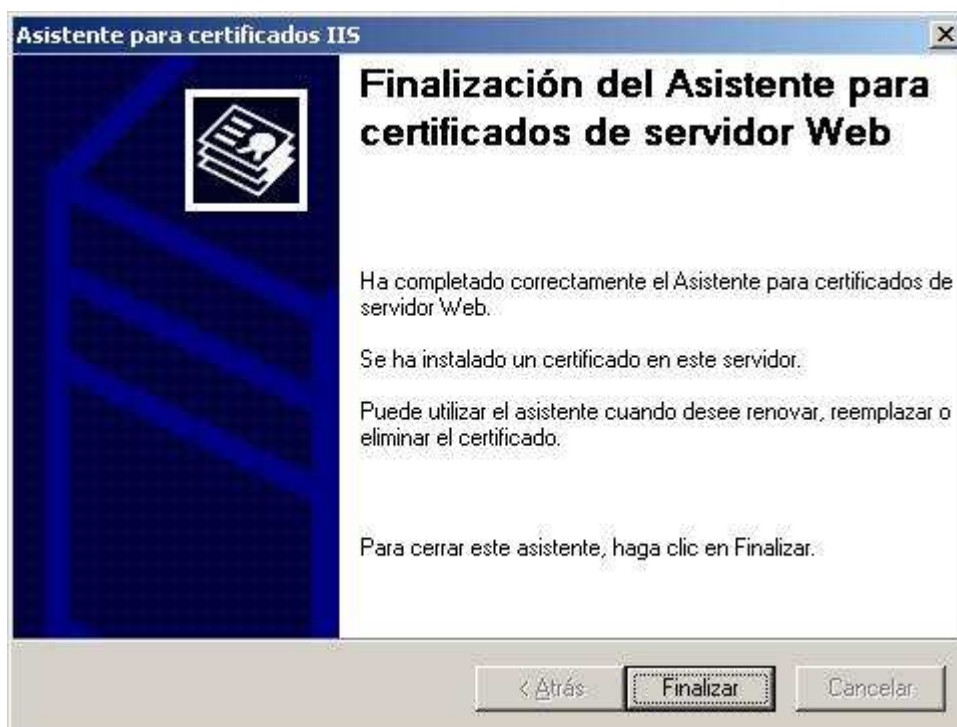 Asistente para certificados IIS
Finalización del Asistente para
certificados de servidor Web
Ha completado correctamente el Asistente para certificados de
servidor Web.
Se ha instalado un certificado en este servidor.
Puede utilizar el asistente cuando desee renovar, reemplazar o
eliminar el certificado.
Para cerrar este asistente, haga clic en Finalizar.
< Atrás Finalizar Cancelar